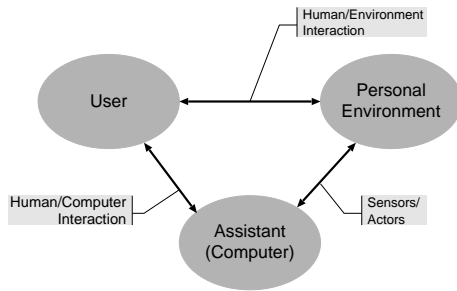 Human/Environment
Interaction
User
Personal
Environment
Human/Computer
Interaction
Sensors/
Actors
Assistant
(Computer)